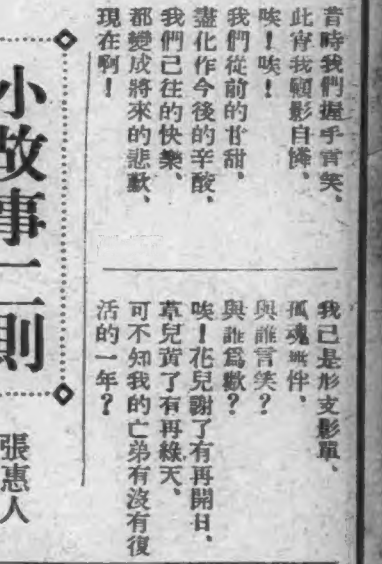 昔時我們握手言笑、
此宵我顧影自憐、
唉！唉！
我們從前的甘甜、
盡化作今後的辛酸、
我們已往的快樂、
都變成將來的悲歎、
現在啊！
我已是形支影單、
孤魂無伴、
與誰言笑？
與誰爲歡？
唉！花兒謝了有再開日、
草兒黃了有再綠天、
可不知我的亡弟有沒有復
活的一年？
小故事二則
張惠人